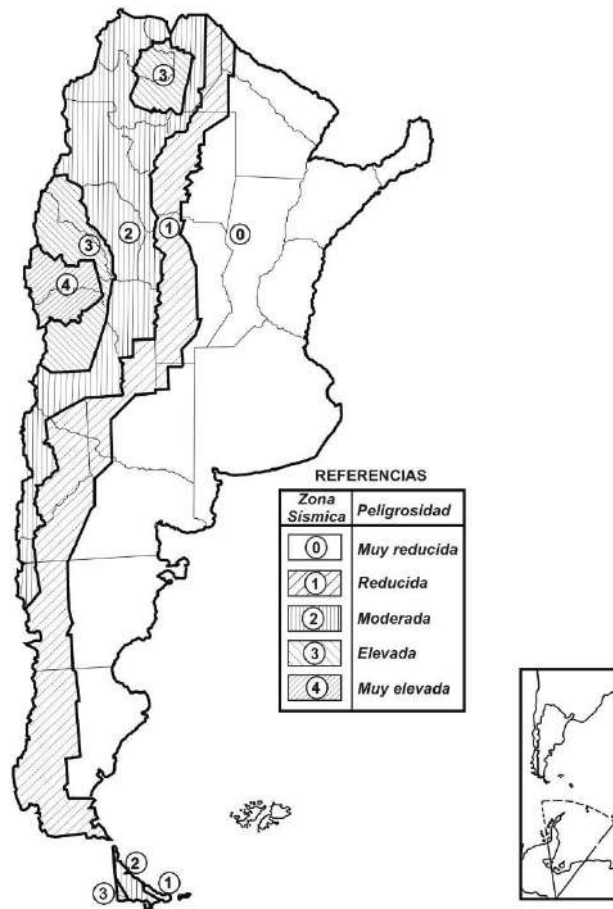 3
3
2
1
0
4
REFERENCIAS
Zona Sísmica Peligrosidad
0 Muy reducida
1 Reducida
2 Moderada
3 Elevada
4 Muy elevada
2
1
3